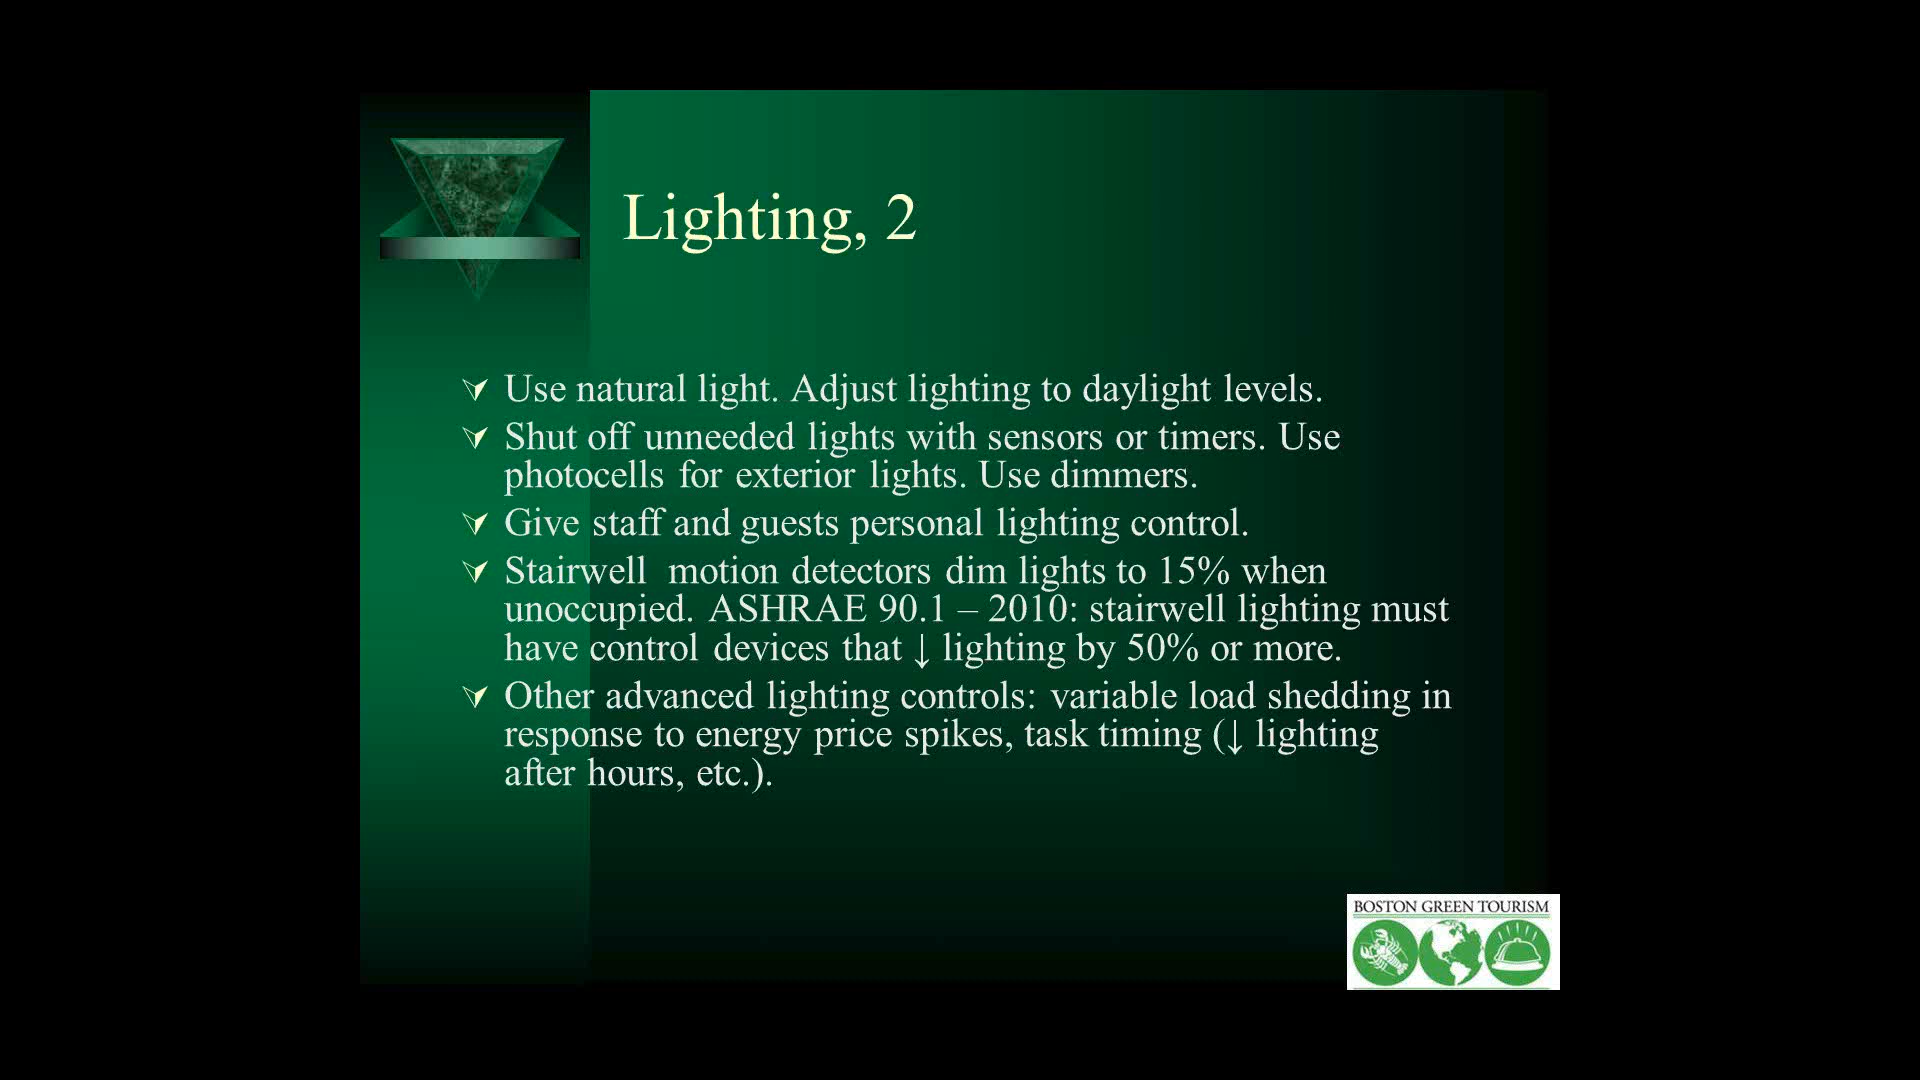 Lighting, 2
Use natural light. Adjust lighting to daylight levels.
Shut off unneeded lights with sensors or timers. Use
photocells for exterior lights. Use dimmers.
Give staff and guests personal lighting control.
Stairwell  motion detectors dim lights to 15% when
unoccupied. ASHRAE 90.1 – 2010: stairwell lighting must
have control devices that ↓ lighting by 50% or more.
Other advanced lighting controls: variable load shedding in
response to energy price spikes, task timing (↓ lighting
after hours, etc.).
BOSTON GREEN TOURISM